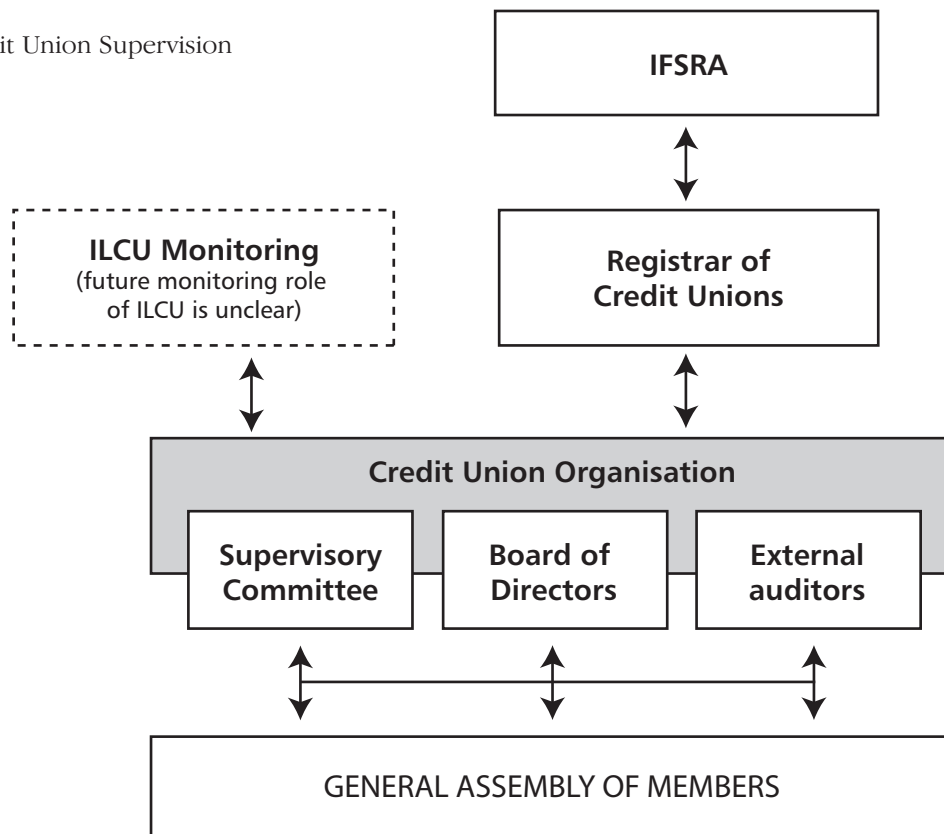 it Union Supervision
IFSRA
ILCU Monitoring
(future monitoring role
of ILCU is unclear)
Registrar of
Credit Unions
Credit Union Organisation
Supervisory
Committee
Board of
Directors
External
auditors
GENERAL ASSEMBLY OF MEMBERS